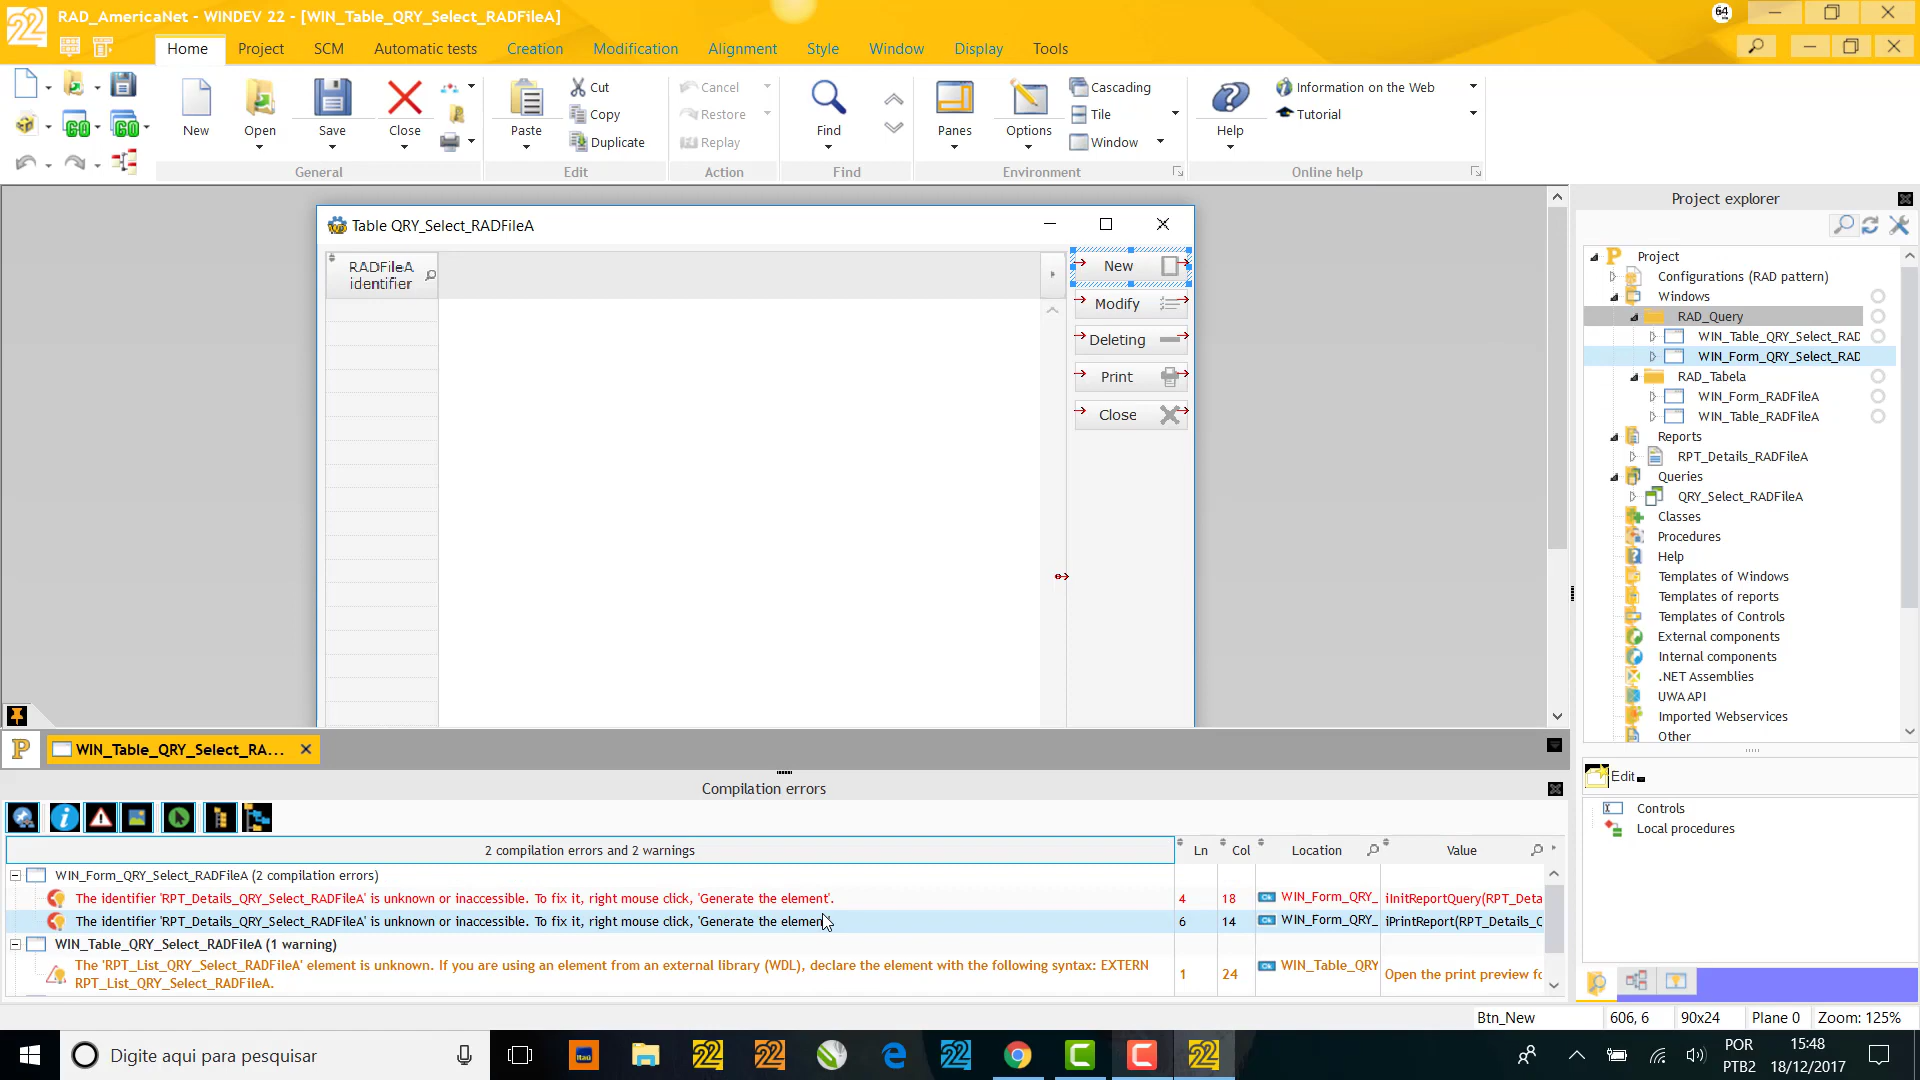 RAD_AmericaNet - WINDEV 22 - [WIN_Table_QRY_Select_RADFileA]
64
22
Home Project SCM Automatic tests Creation Modification Alignment Style Window Display Tools
New Open Save Close
Paste Cut Copy Duplicate
Cancel Restore Replay
Find
Panes Options Cascading Tile Window
Help Information on the Web Tutorial
GO GO
General Edit Action Find Environment Online help
Table QRY_Select_RADFileA
RADFileA
identifier
New
Modify
Deleting
Print
Close
Project explorer
Project
Configurations (RAD pattern)
Windows
RAD_Query
WIN_Table_QRY_Select_RAD
WIN_Form_QRY_Select_RAD
RAD_Tabela
WIN_Form_RADFileA
WIN_Table_RADFileA
Reports
RPT_Details_RADFileA
Queries
QRY_Select_RADFileA
Classes
Procedures
Help
Templates of Windows
Templates of reports
Templates of Controls
External components
Internal components
.NET Assemblies
UWA API
Imported Webservices
Other
Edit
Controls
Local procedures
WIN_Table_QRY_Select_RA...
Compilation errors
2 compilation errors and 2 warnings Ln Col Location Value
WIN_Form_QRY_Select_RADFileA (2 compilation errors)
The identifier 'RPT_Details_QRY_Select_RADFileA' is unknown or inaccessible. To fix it, right mouse click, 'Generate the element'. 4 18 WIN_Form_QRY_ iInitReportQuery(RPT_Deta
The identifier 'RPT_Details_QRY_Select_RADFileA' is unknown or inaccessible. To fix it, right mouse click, 'Generate the element'. 6 14 WIN_Form_QRY_ iPrintReport(RPT_Details_Q
WIN_Table_QRY_Select_RADFileA (1 warning)
The 'RPT_List_QRY_Select_RADFileA' element is unknown. If you are using an element from an external library (WDL), declare the element with the following syntax: EXTERN
RPT_List_QRY_Select_RADFileA. 1 24 WIN_Table_QRY Open the print preview fo
Btn_New 606, 6 90x24 Plane 0 Zoom: 125%
Digite aqui para pesquisar
Itaú 22 22 22 22
POR
PTB2
15:48
18/12/2017